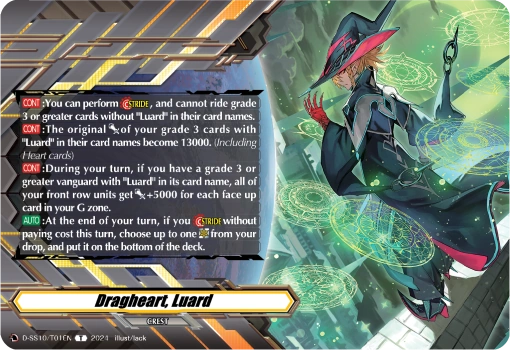 CONT:You can perform STRIDE, and cannot ride grade
3 or greater cards without "Luard" in their card names.
CONT:The original of your grade 3 cards with
"Luard" in their card names become 13000. (Including
Heart cards)
CONT:During your turn, if you have a grade 3 or
greater vanguard with "Luard" in its card name, all of
your front row units get +5000 for each face up
card in your G zone.
AUTO:At the end of your turn, if you STRIDE without
paying cost this turn, choose up to one from your
drop, and put it on the bottom of the deck.
Dragheart, Luard
CREST
D-SS10/T01EN T 2024 illust/lack